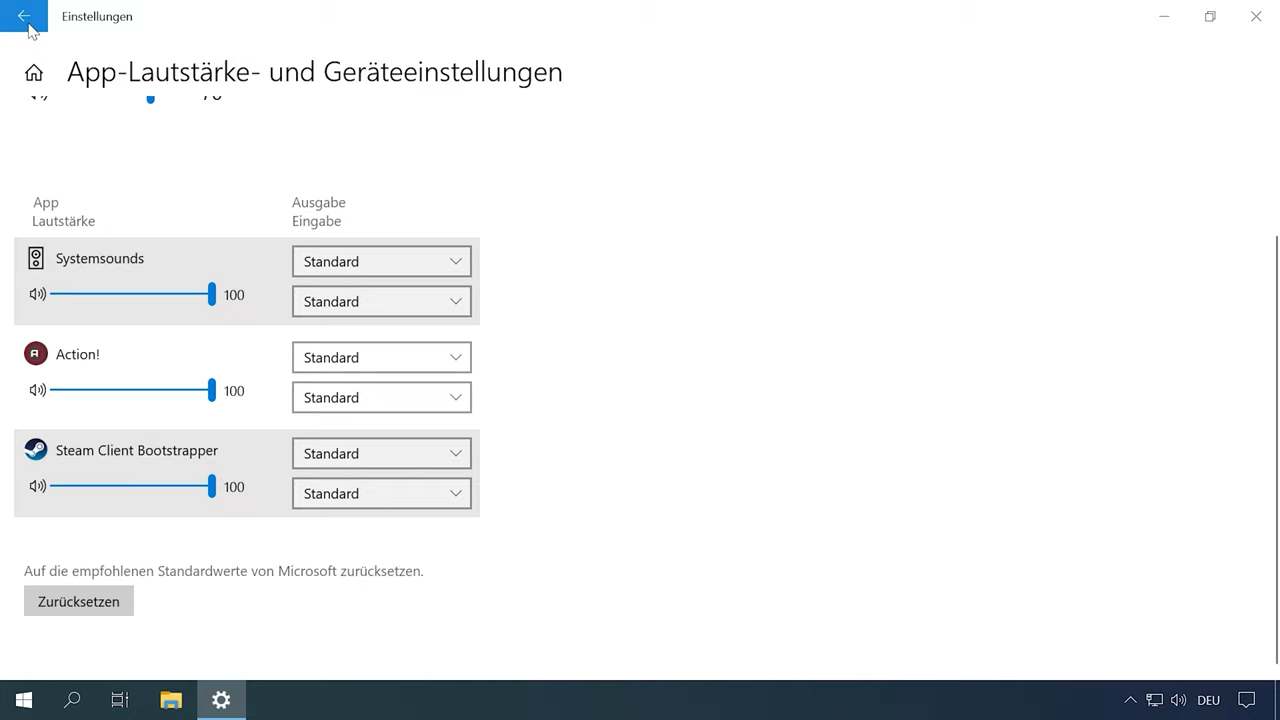 Einstellungen
App-Lautstärke- und Geräteeinstellungen
App
Lautstärke
Ausgabe
Eingabe
Systemsounds
Standard
100
Standard
Action!
Standard
100
Standard
Steam Client Bootstrapper
Standard
100
Standard
Auf die empfohlenen Standardwerte von Microsoft zurücksetzen.
Zurücksetzen
DEU